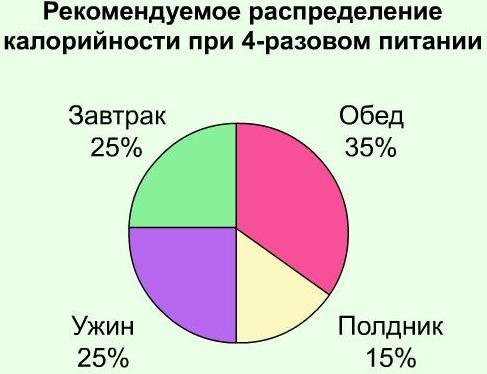 Рекомендуемое распределение
калорийности при 4-разовом питании
Завтрак
25%
Обед
35%
Ужин
25%
Полдник
15%